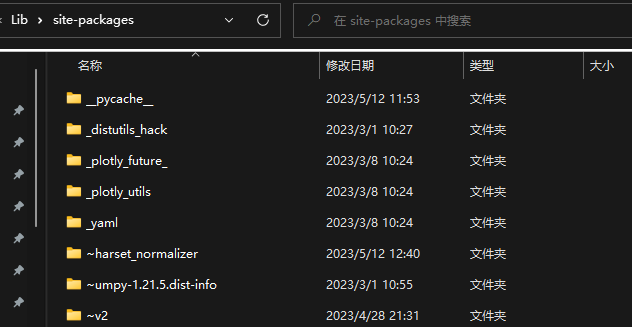 Lib > site-packages
在 site-packages 中搜索
名称 修改日期 类型 大小
__pycache__ 2023/5/12 11:53 文件夹
_distutils_hack 2023/3/1 10:27 文件夹
_plotly_future_ 2023/3/8 10:24 文件夹
_plotly_utils 2023/3/8 10:24 文件夹
_yaml 2023/3/8 10:24 文件夹
~harset_normalizer 2023/5/12 12:40 文件夹
~umpy-1.21.5.dist-info 2023/3/1 10:55 文件夹
~v2 2023/4/28 21:31 文件夹